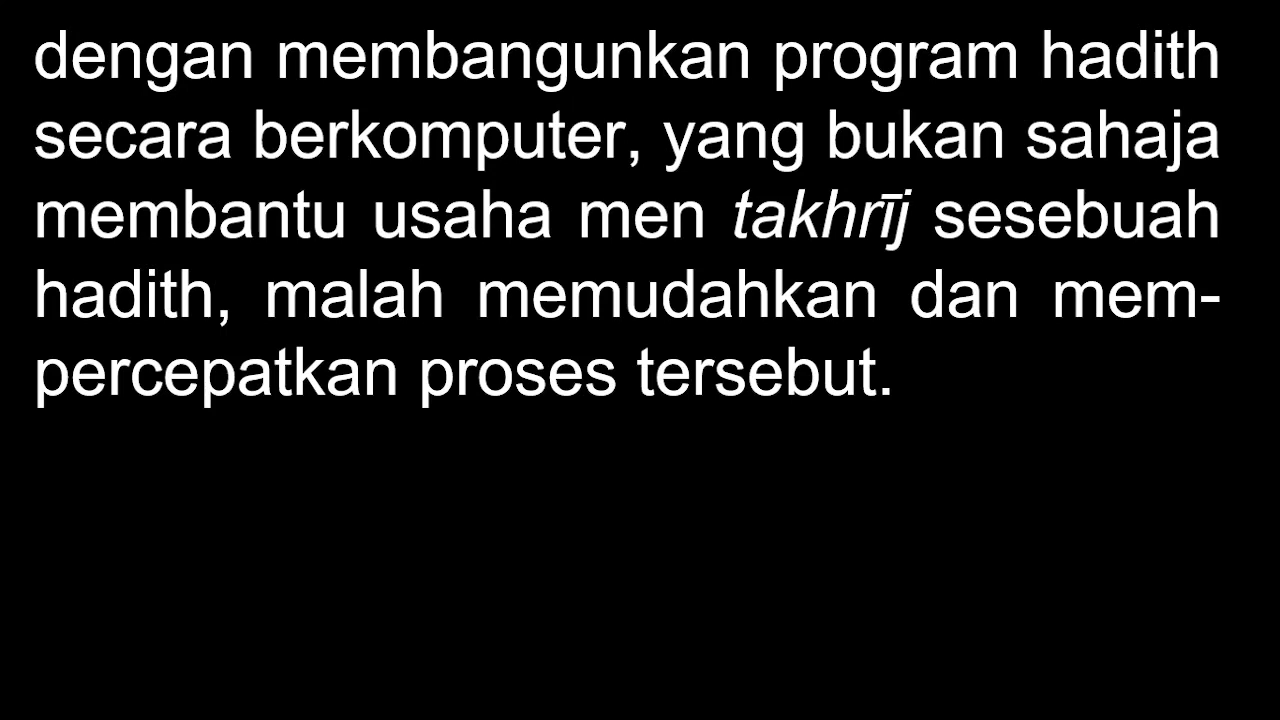 dengan membangunkan program hadith
secara berkomputer, yang bukan sahaja
membantu usaha men takhrīj sesebuah
hadith, malah memudahkan dan mem-
percepatkan proses tersebut.